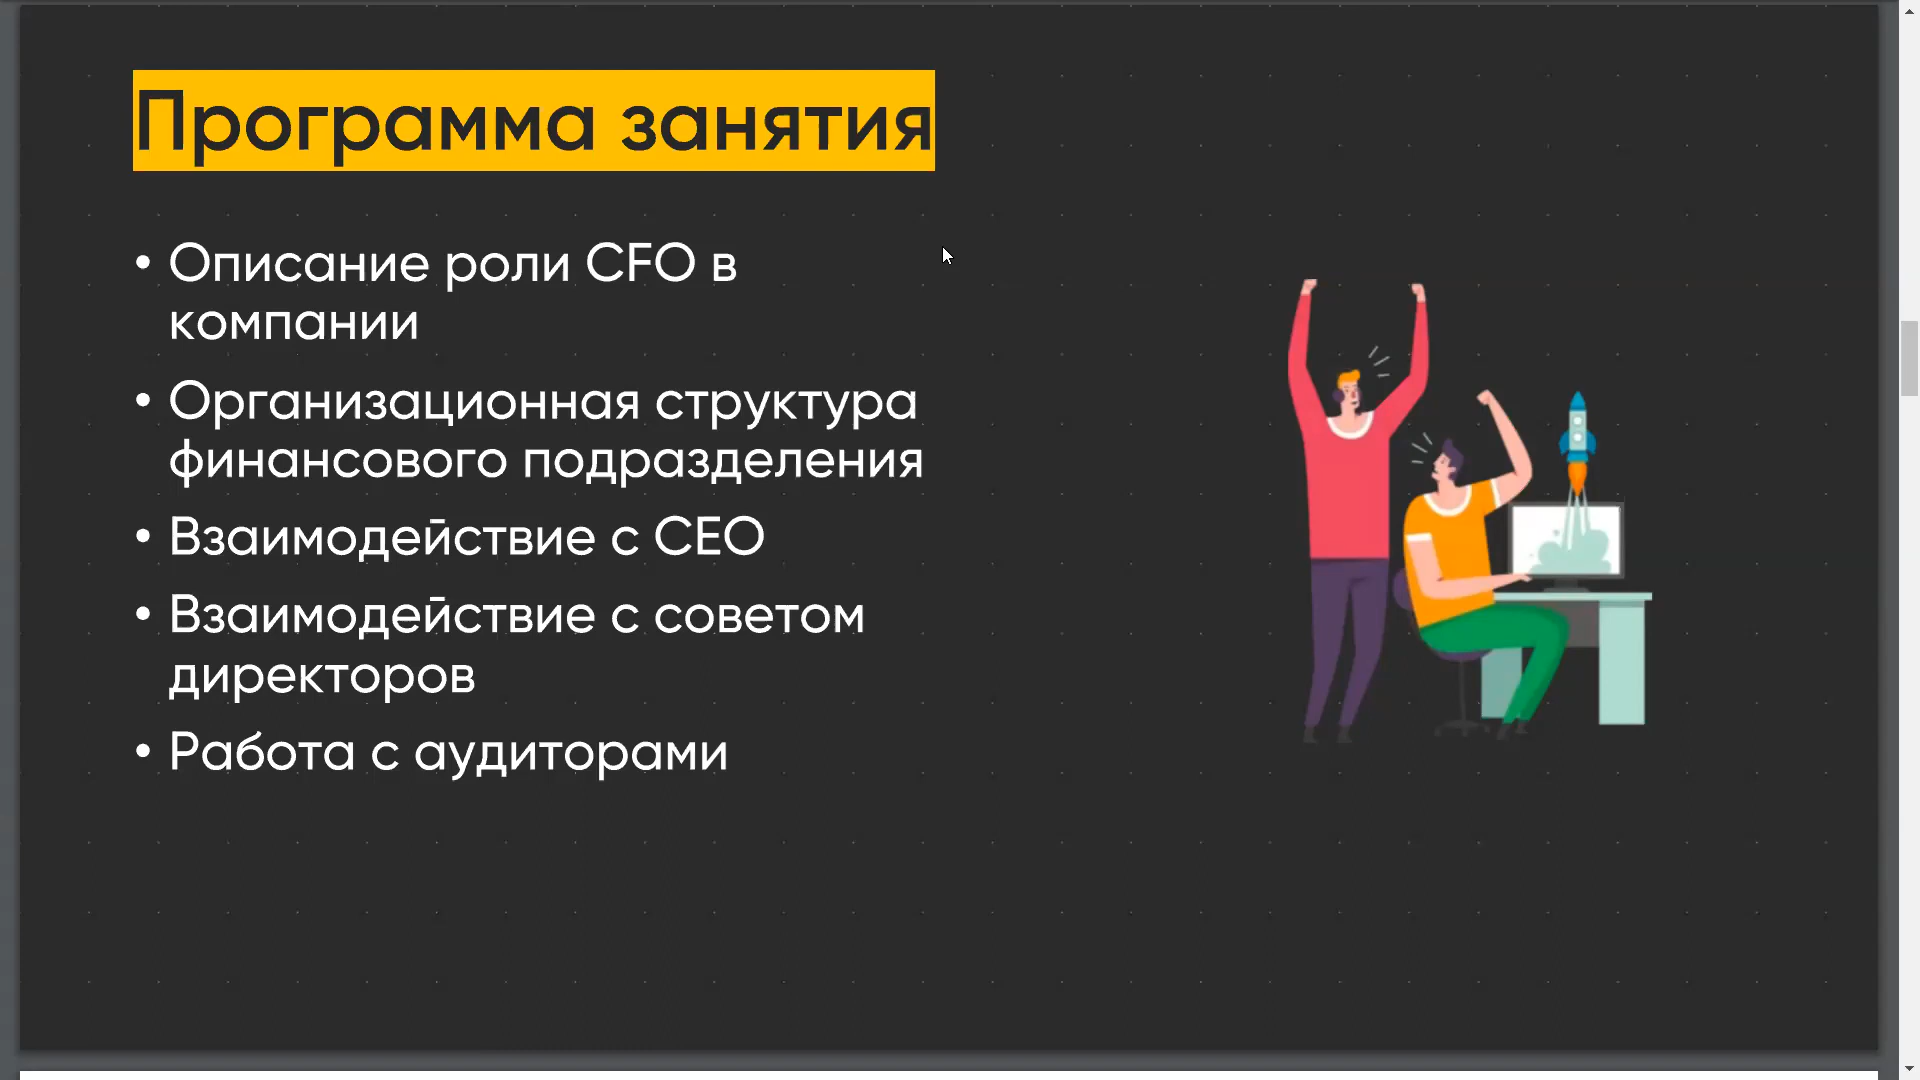 Программа занятия
• Описание роли CFO в
компании
• Организационная структура
финансового подразделения
• Взаимодействие с CEO
• Взаимодействие с советом
директоров
• Работа с аудиторами